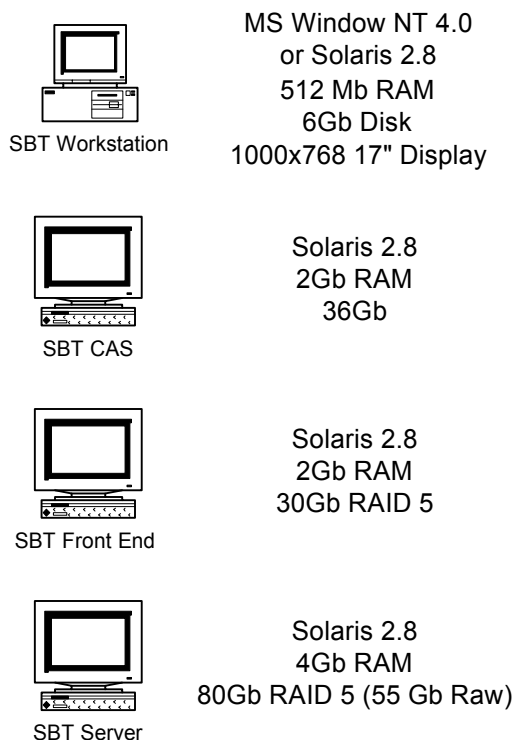 MS Window NT 4.0
or Solaris 2.8
512 Mb RAM
6Gb Disk
1000x768 17" Display
SBT Workstation
Solaris 2.8
2Gb RAM
36Gb
SBT CAS
Solaris 2.8
2Gb RAM
30Gb RAID 5
SBT Front End
Solaris 2.8
4Gb RAM
80Gb RAID 5 (55 Gb Raw)
SBT Server